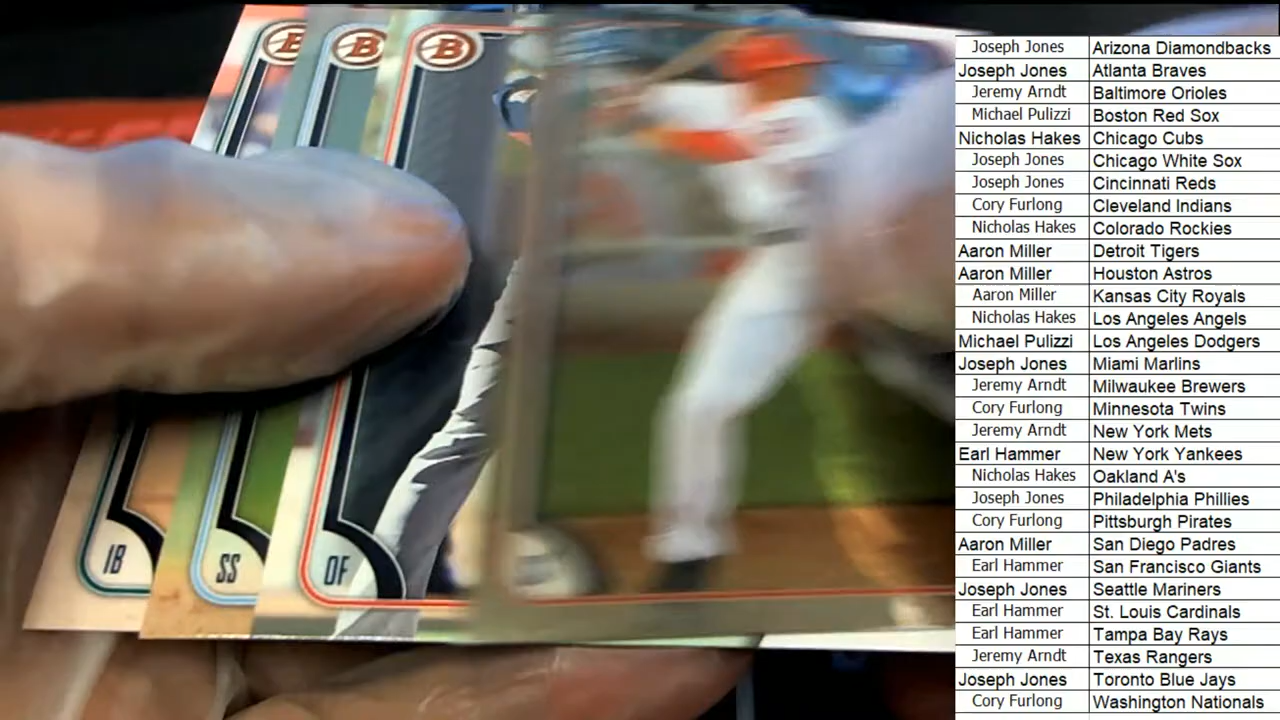 B
B
B
1B
SS
OF
Joseph Jones Arizona Diamondbacks
Joseph Jones Atlanta Braves
Jeremy Arndt Baltimore Orioles
Michael Pulizzi Boston Red Sox
Nicholas Hakes Chicago Cubs
Joseph Jones Chicago White Sox
Joseph Jones Cincinnati Reds
Cory Furlong Cleveland Indians
Nicholas Hakes Colorado Rockies
Aaron Miller Detroit Tigers
Aaron Miller Houston Astros
Aaron Miller Kansas City Royals
Nicholas Hakes Los Angeles Angels
Michael Pulizzi Los Angeles Dodgers
Joseph Jones Miami Marlins
Jeremy Arndt Milwaukee Brewers
Cory Furlong Minnesota Twins
Jeremy Arndt New York Mets
Earl Hammer New York Yankees
Nicholas Hakes Oakland A's
Joseph Jones Philadelphia Phillies
Cory Furlong Pittsburgh Pirates
Aaron Miller San Diego Padres
Earl Hammer San Francisco Giants
Joseph Jones Seattle Mariners
Earl Hammer St. Louis Cardinals
Earl Hammer Tampa Bay Rays
Jeremy Arndt Texas Rangers
Joseph Jones Toronto Blue Jays
Cory Furlong Washington Nationals